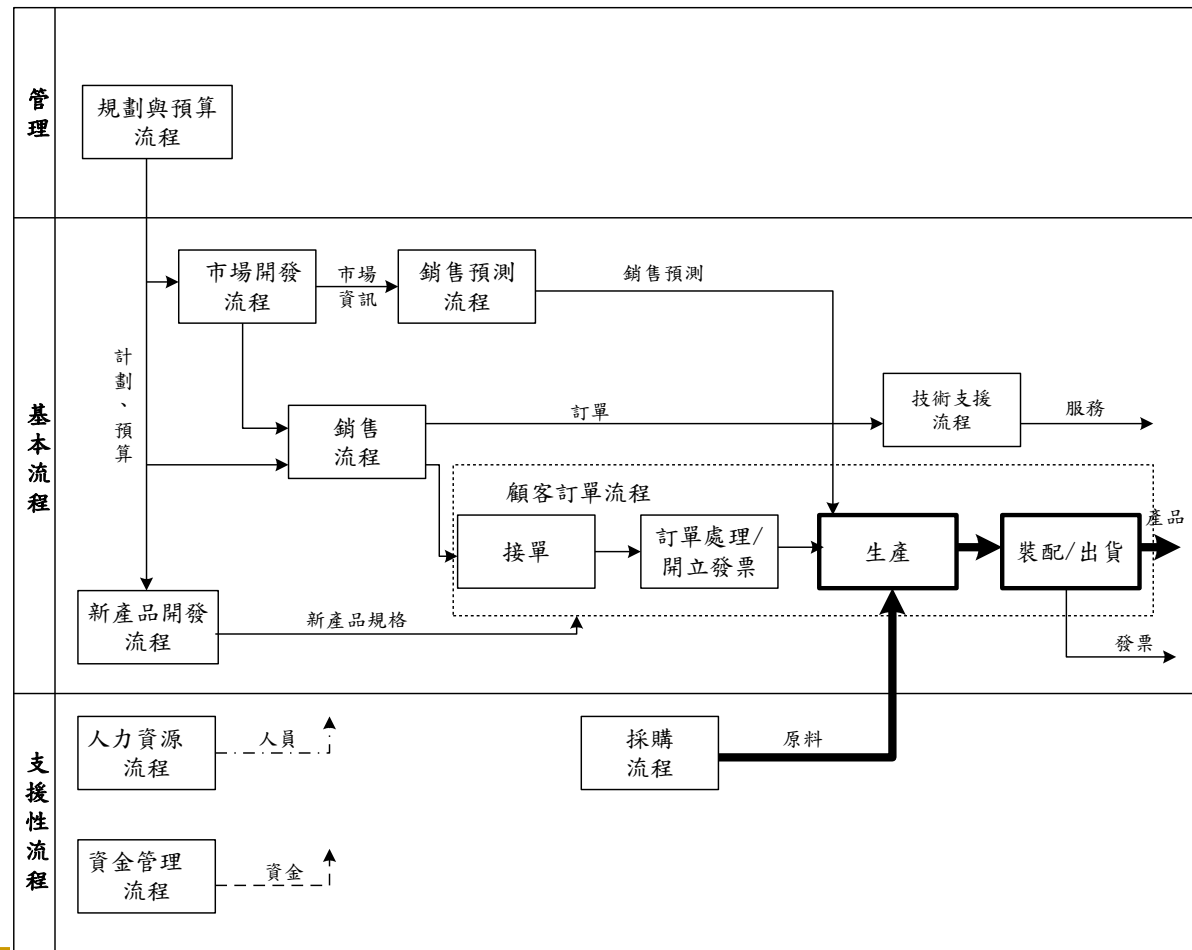 管理
規劃與預算
流程
基本流程
市場開發
流程
市場
資訊
銷售預測
流程
銷售預測
計劃、預算
銷售
流程
訂單
技術支援
流程
服務
顧客訂單流程
接單
訂單處理/
開立發票
生產
裝配/出貨
產品
新產品開發
流程
新產品規格
發票
支援性流程
人力資源
流程
人員
採購
流程
原料
資金管理
流程
資金